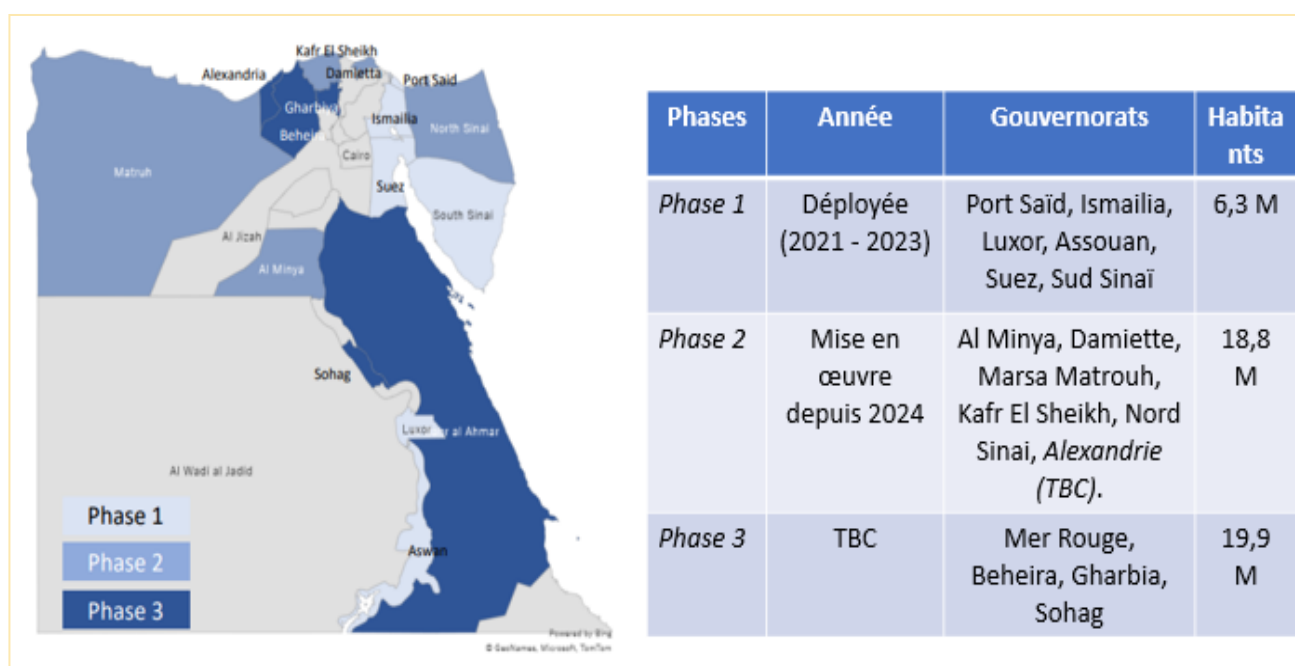 Kafr El Sheikh
Alexandria
Damietta
Port Said
Gharbiya
Ismailia
North Sinai
Beheira
Cairo
Matruh
Suez
South Sinai
Al Jizah
Al Minya
Sohag
Luxor
r al Ahmar
Al Wadi al Jadid
Aswan
Phase 1
Phase 2
Phase 3
Powered by Bing
© GeoNames, Microsoft, TomTom
Phases Année Gouvernorats Habita
nts
Phase 1 Déployée Port Saïd, Ismailia, 6,3 M
(2021 - 2023) Luxor, Assouan,
Suez, Sud Sinaï
Phase 2 Mise en Al Minya, Damiette, 18,8
œuvre Marsa Matrouh, M
depuis 2024 Kafr El Sheikh, Nord
Sinai, Alexandrie
(TBC).
Phase 3 TBC Mer Rouge, 19,9
Beheira, Gharbia, M
Sohag